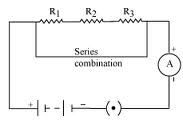 R₁ R₂ R₃
Series
combination
+
A
−
+ − −